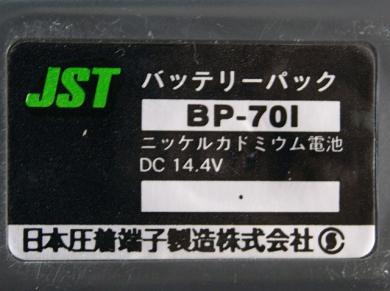 JST
バッテリーパック
BP-70I
ニッケルカドミウム電池
DC 14.4V
日本圧着端子製造株式会社